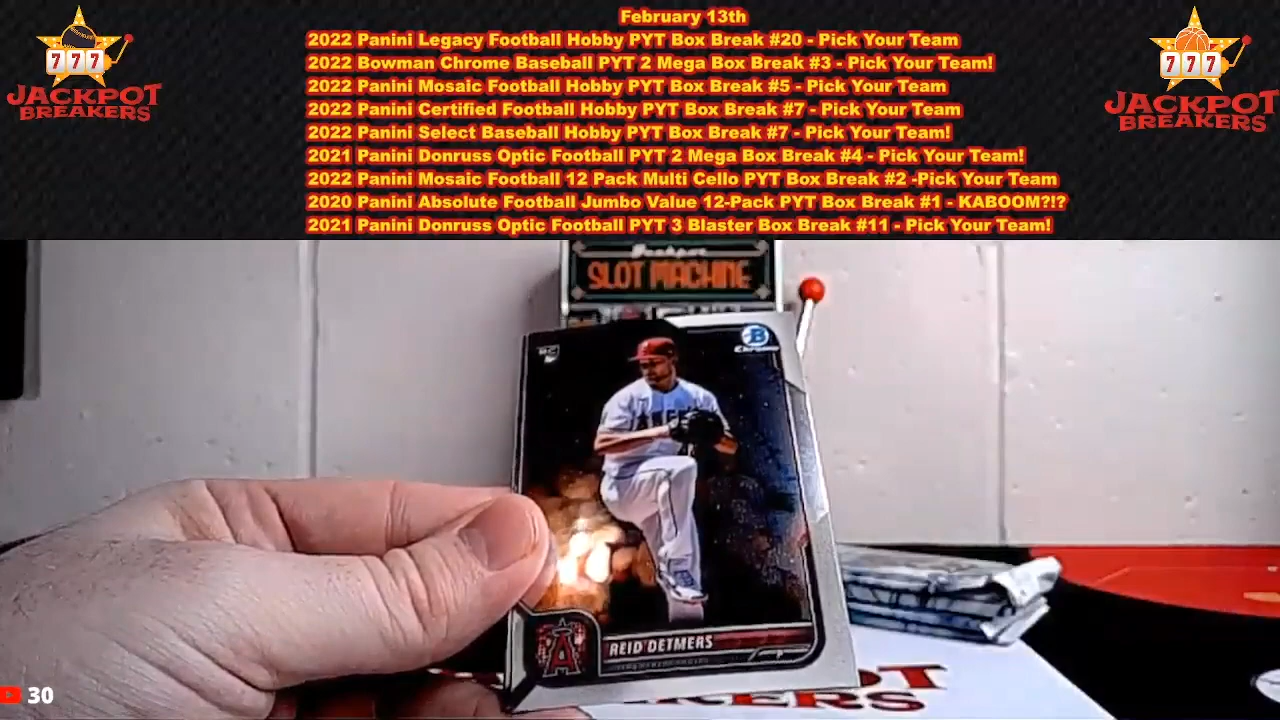 February 13th
2022 Panini Legacy Football Hobby PYT Box Break #20 - Pick Your Team
2022 Bowman Chrome Baseball PYT 2 Mega Box Break #3 - Pick Your Team!
2022 Panini Mosaic Football Hobby PYT Box Break #5 - Pick Your Team
2022 Panini Certified Football Hobby PYT Box Break #7 - Pick Your Team
2022 Panini Select Baseball Hobby PYT Box Break #7 - Pick Your Team!
2021 Panini Donruss Optic Football PYT 2 Mega Box Break #4 - Pick Your Team!
2022 Panini Mosaic Football 12 Pack Multi Cello PYT Box Break #2 -Pick Your Team
2020 Panini Absolute Football Jumbo Value 12-Pack PYT Box Break #1 - KABOOM?!?
2021 Panini Donruss Optic Football PYT 3 Blaster Box Break #11 - Pick Your Team!
777
JACKPOT
BREAKERS
777
JACKPOT
BREAKERS
Jackpot
SLOT MACHINE
RC
B
Chrome
A
REID DETMERS
P
JACKPOT
30